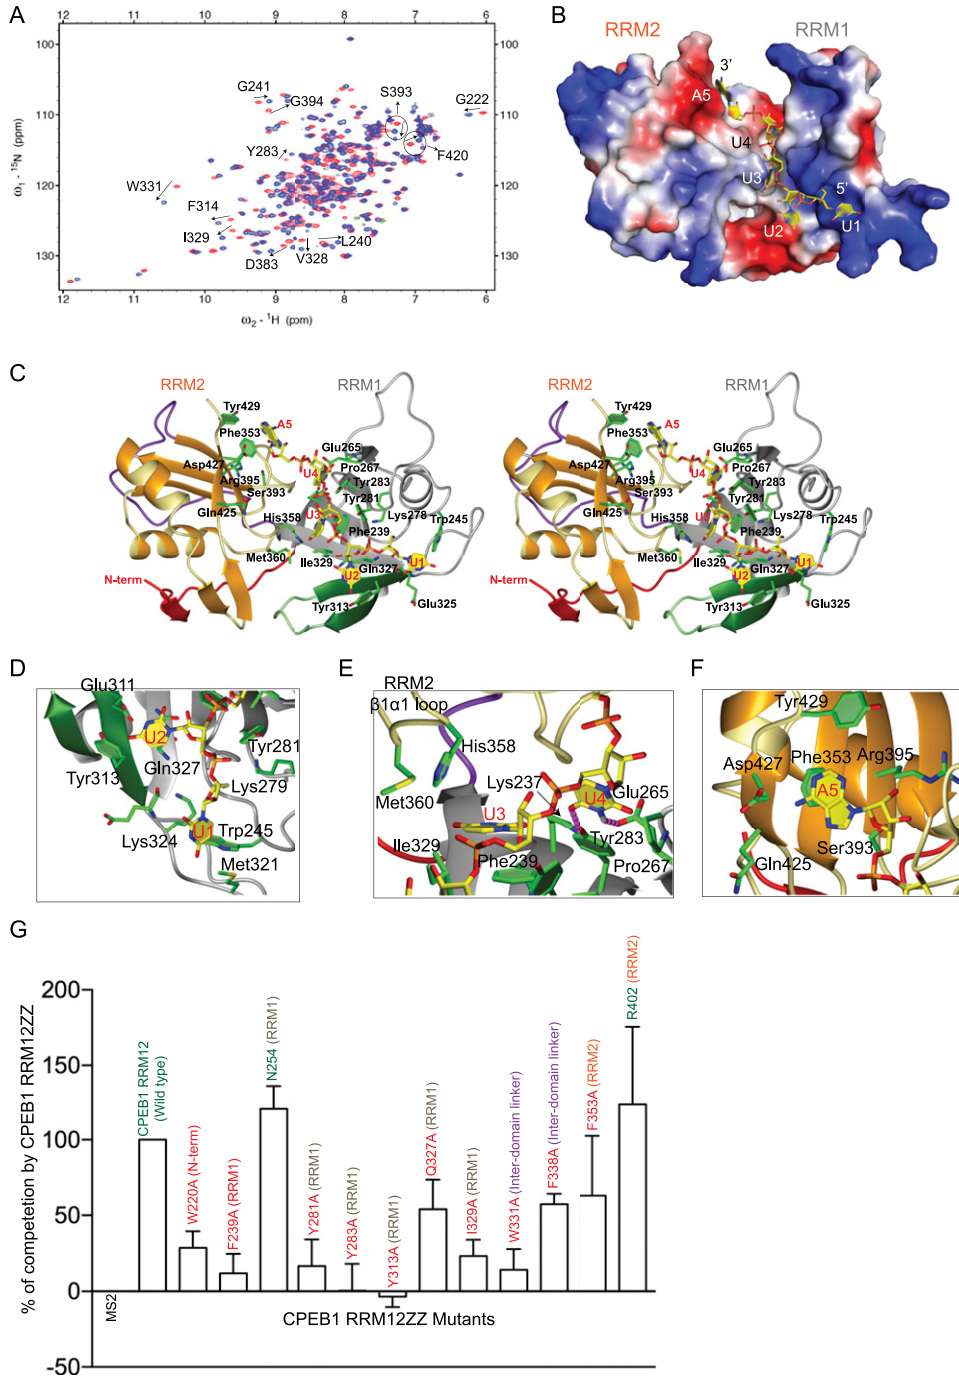 A
12 11 10 9 8 7 6
100
110
120
130
12 11 10 9 8 7 6
ω1 - 15N (ppm)
ω2 - 1H (ppm)
G241
G394
S393
G222
Y283
F420
W331
F314
I329
L240
V328
D383
B
RRM2
RRM1
3’
A5
U4
U3
5’
U2
U1
C
RRM2
RRM1
Tyr429
A5
Phe353
Glu265
U4
Pro267
Asp427
Tyr283
Arg395
Ser393
Tyr281
Gln425
U3
Lys278
His358
Trp245
Phe239
Met360
Ile329
Gln327
U1
N-term
U2
Tyr313
Glu325
RRM2
RRM1
Tyr429
A5
Phe353
Glu265
U4
Pro267
Asp427
Tyr283
Arg395
Ser393
Tyr281
Gln425
Lys278
His358
Trp245
Phe239
Met360
Ile329
Gln327
U1
N-term
U2
Tyr313
Glu325
D
Glu311
U2
Tyr281
Tyr313
Gln327
Lys279
Lys324
U1
Trp245
Met321
E
RRM2
β1α1 loop
His358
Lys237
Met360
U4
Glu265
U3
Tyr283
Ile329
Phe239
Pro267
F
Tyr429
Phe353
Arg395
Asp427
A5
Ser393
Gln425
G
% of competetion by CPEB1 RRM12ZZ
200
150
100
50
0
-50
MS2
CPEB1 RRM12
(Wild type)
W220A (N-term)
F239A (RRM1)
N254 (RRM1)
Y281A (RRM1)
Y283A (RRM1)
Y313A (RRM1)
Q327A (RRM1)
I329A (RRM1)
W331A (Inter-domain linker)
F338A (Inter-domain linker)
F353A (RRM2)
R402 (RRM2)
CPEB1 RRM12ZZ Mutants